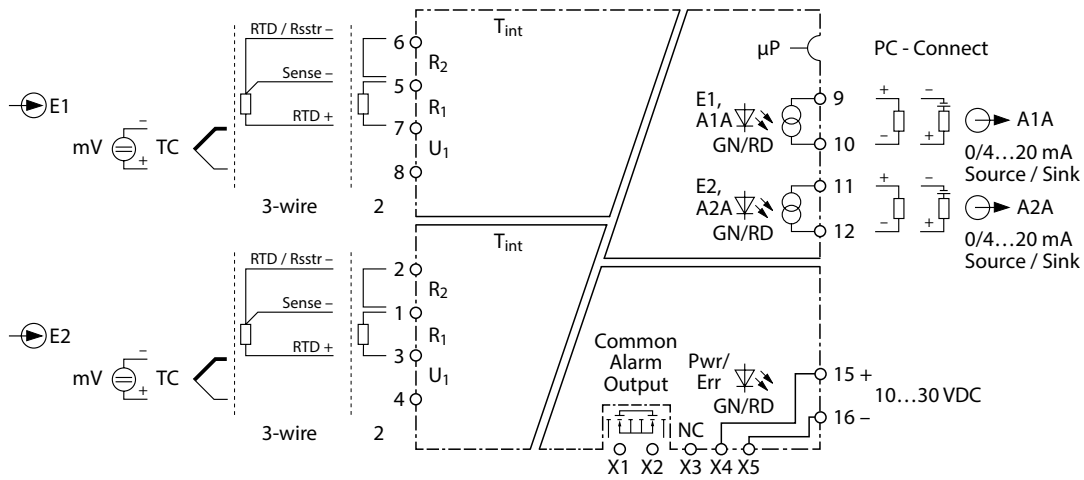 T int
RTD / Rsstr –
6
R2
Sense –
5
E1
R1
RTD +
7
–
mV
TC
+
U1
8
3-wire
2
µP
PC - Connect
E1,
A1A
GN/RD
9
10
+
–
–
+
A1A
0/4…20 mA
Source / Sink
E2,
A2A
GN/RD
11
12
+
–
–
+
A2A
0/4…20 mA
Source / Sink
T int
RTD / Rsstr –
2
R2
Sense –
1
E2
R1
RTD +
3
–
mV
TC
+
U1
4
3-wire
2
Common
Alarm
Output
Pwr/
Err
GN/RD
15 +
10…30 VDC
16 –
NC
X1 X2 X3 X4 X5